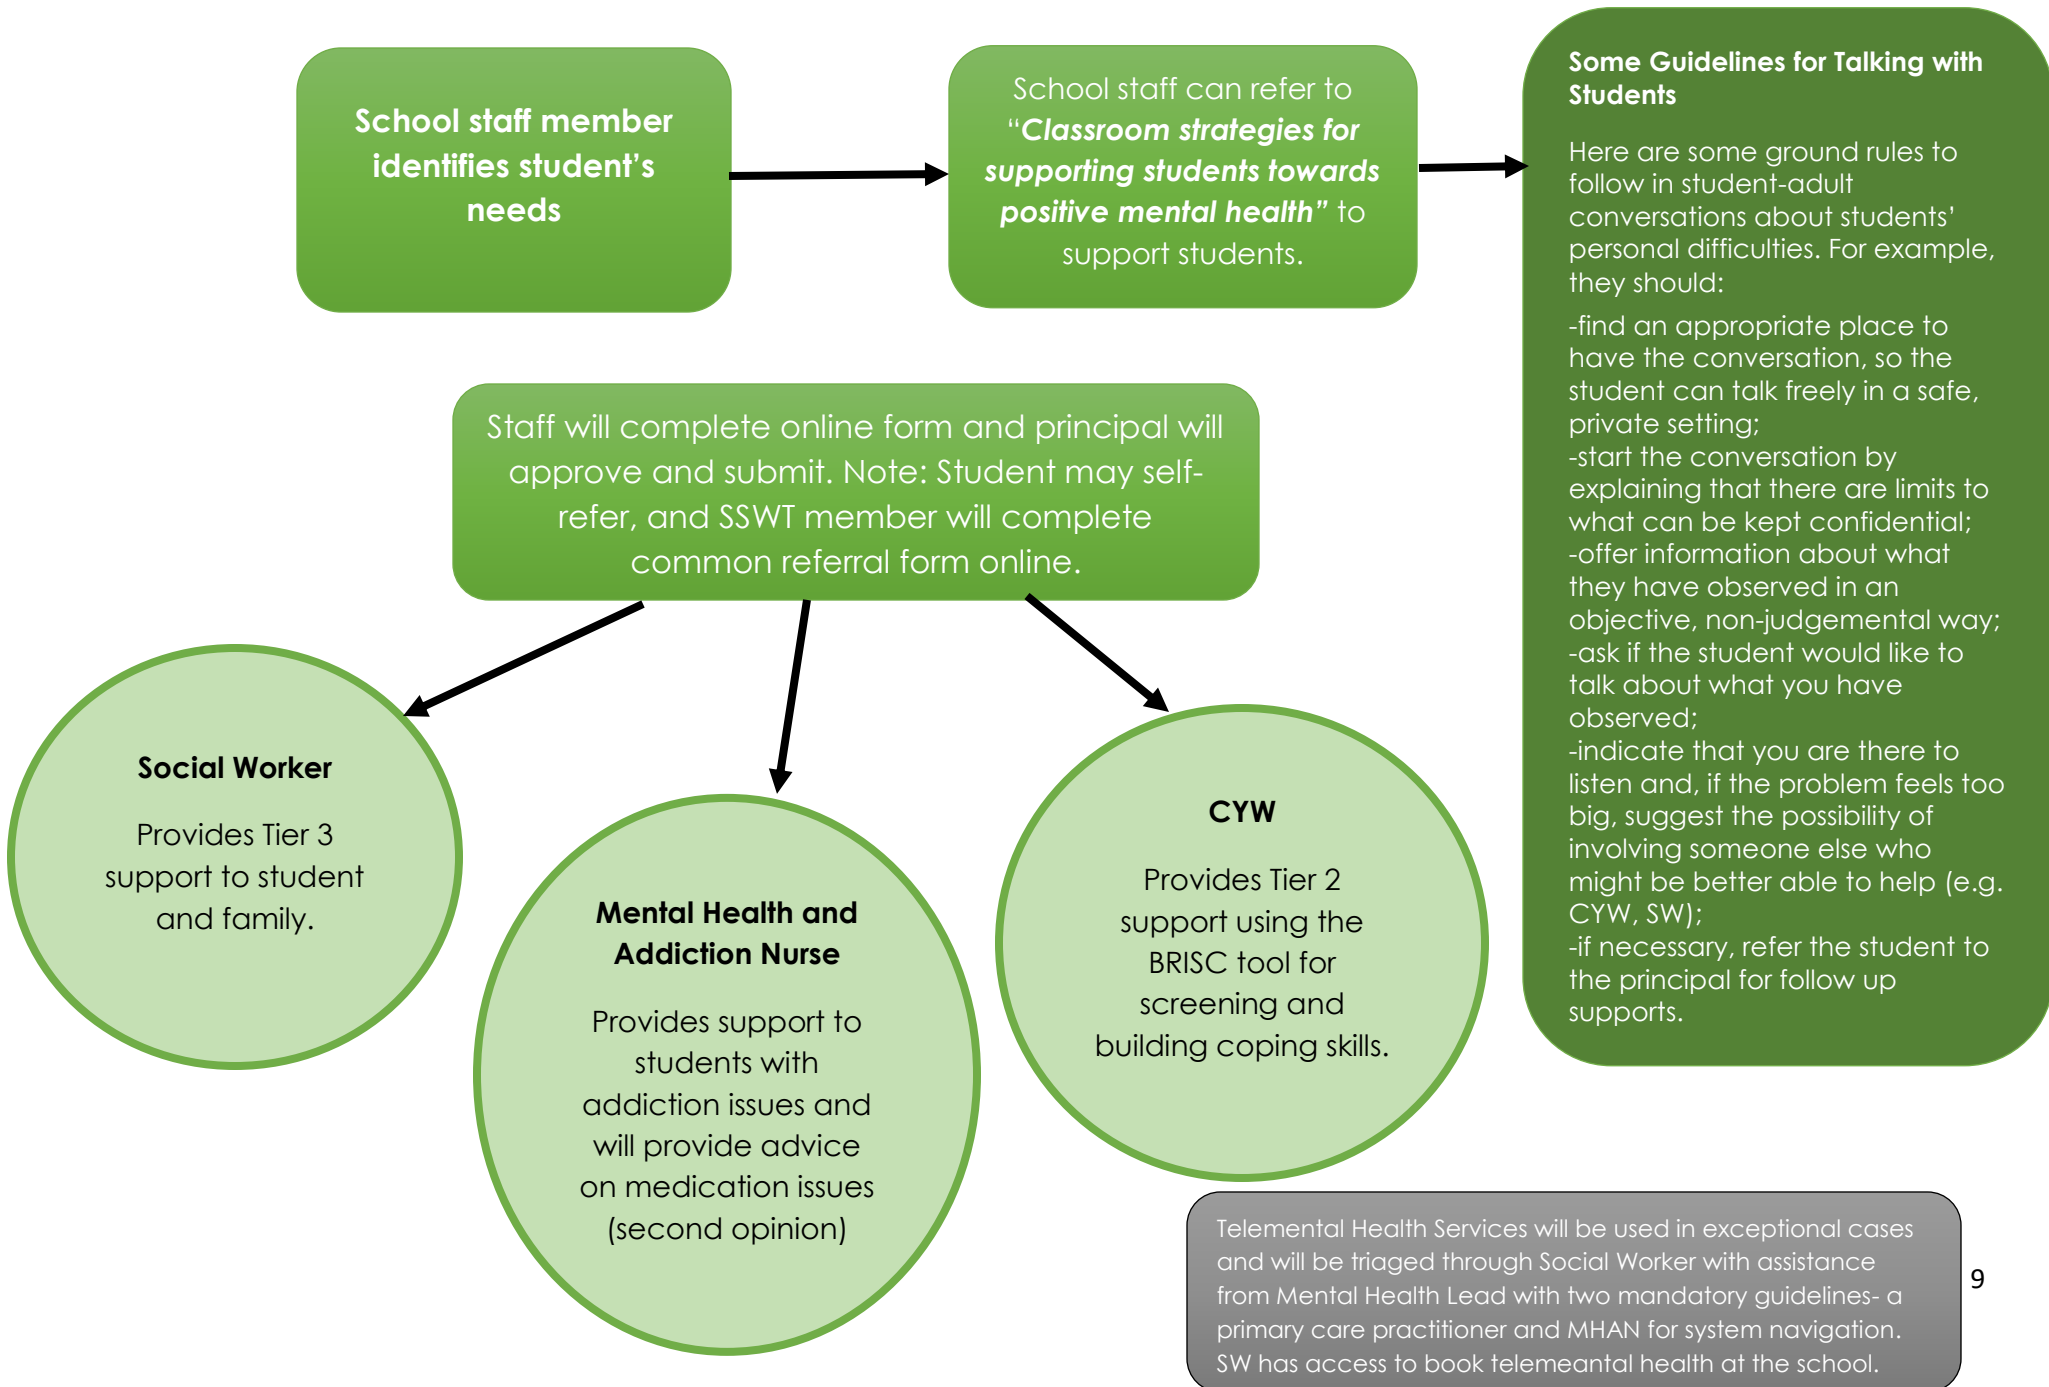 School staff member
identifies student’s
needs
School staff can refer to
“Classroom strategies for
supporting students towards
positive mental health” to
support students.
Some Guidelines for Talking with
Students
Here are some ground rules to
follow in student-adult
conversations about students’
personal difficulties. For example,
they should:
-find an appropriate place to
have the conversation, so the
student can talk freely in a safe,
private setting;
-start the conversation by
explaining that there are limits to
what can be kept confidential;
-offer information about what
they have observed in an
objective, non-judgemental way;
-ask if the student would like to
talk about what you have
observed;
-indicate that you are there to
listen and, if the problem feels too
big, suggest the possibility of
involving someone else who
might be better able to help (e.g.
CYW, SW);
-if necessary, refer the student to
the principal for follow up
supports.
Staff will complete online form and principal will
approve and submit. Note: Student may self-
refer, and SSWT member will complete
common referral form online.
Social Worker
Provides Tier 3
support to student
and family.
Mental Health and
Addiction Nurse
Provides support to
students with
addiction issues and
will provide advice
on medication issues
(second opinion)
CYW
Provides Tier 2
support using the
BRISC tool for
screening and
building coping skills.
Telemental Health Services will be used in exceptional cases
and will be triaged through Social Worker with assistance
from Mental Health Lead with two mandatory guidelines- a
primary care practitioner and MHAN for system navigation.
SW has access to book telemeantal health at the school.
9